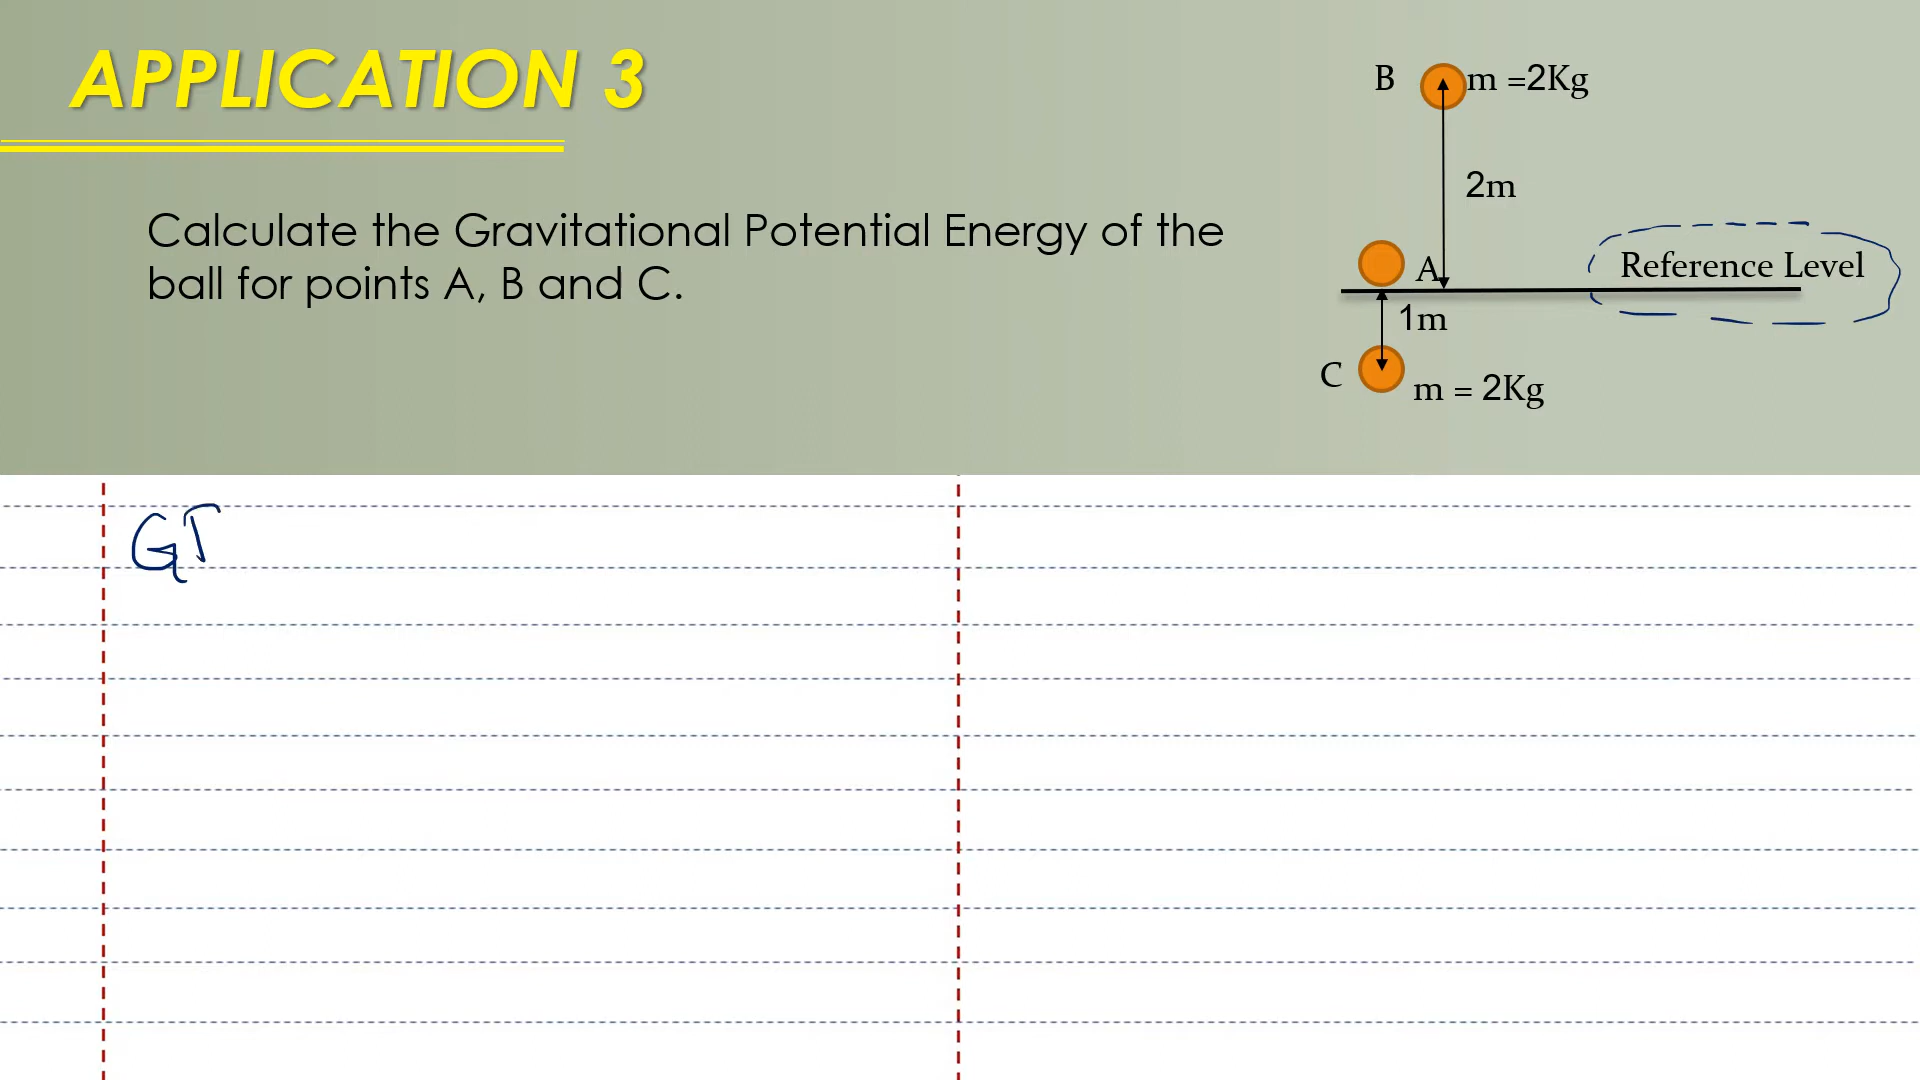 APPLICATION 3
Calculate the Gravitational Potential Energy of the
ball for points A, B and C.
B
m =2Kg
2m
A
Reference Level
1m
C
m = 2Kg
GP